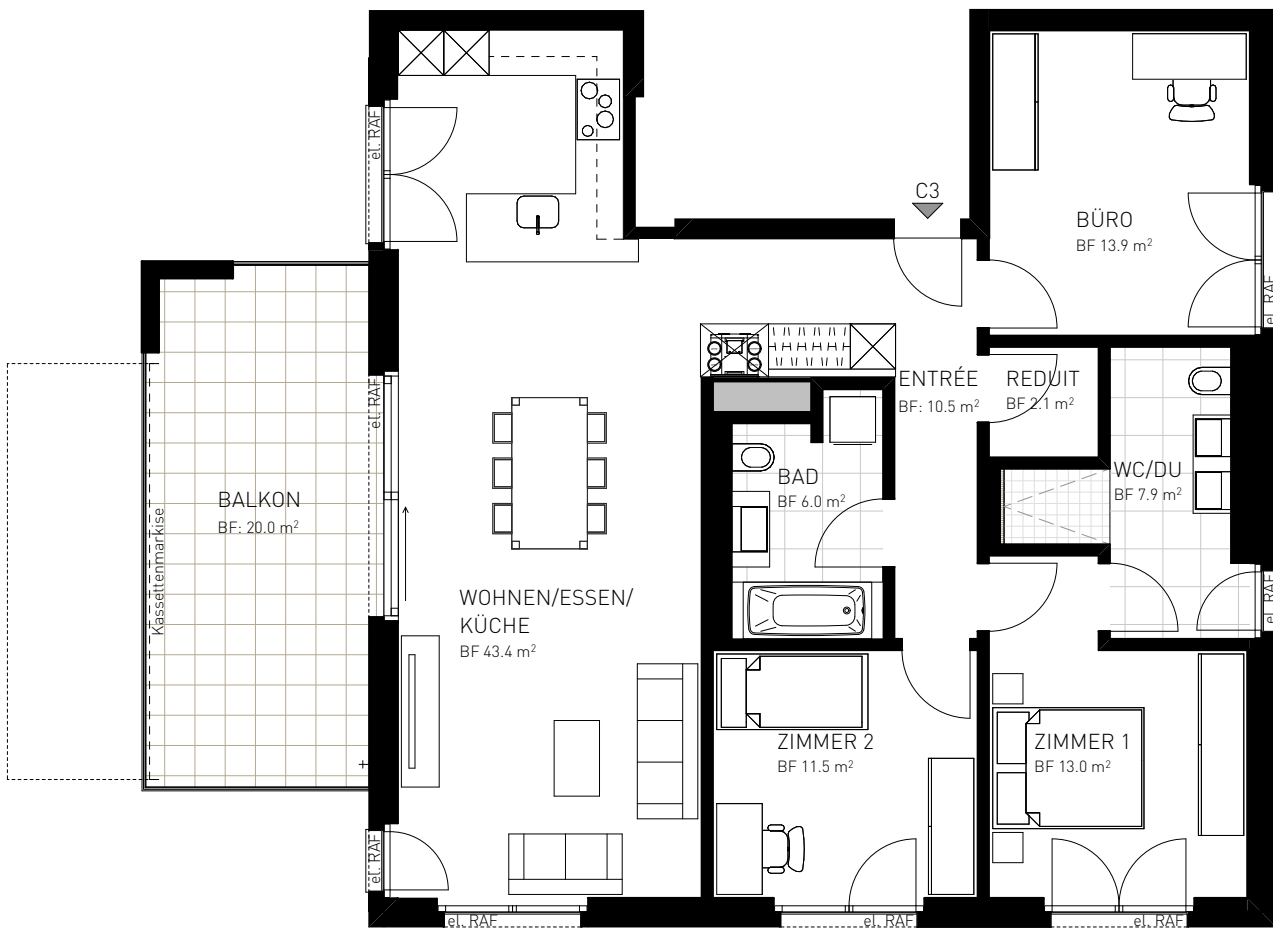 el. RAF
C3
BÜRO
BF 13.9 m²
el. RAF
ENTRÉE
BF: 10.5 m²
REDUIT
BF 2.1 m²
el. RAF
BALKON
BF: 20.0 m²
Kassettenmarkise
BAD
BF 6.0 m²
WC/DU
BF 7.9 m²
el. RAF
WOHNEN/ESSEN/
KÜCHE
BF 43.4 m²
ZIMMER 2
BF 11.5 m²
ZIMMER 1
BF 13.0 m²
el. RAF
el. RAF
el. RAF
el. RAF